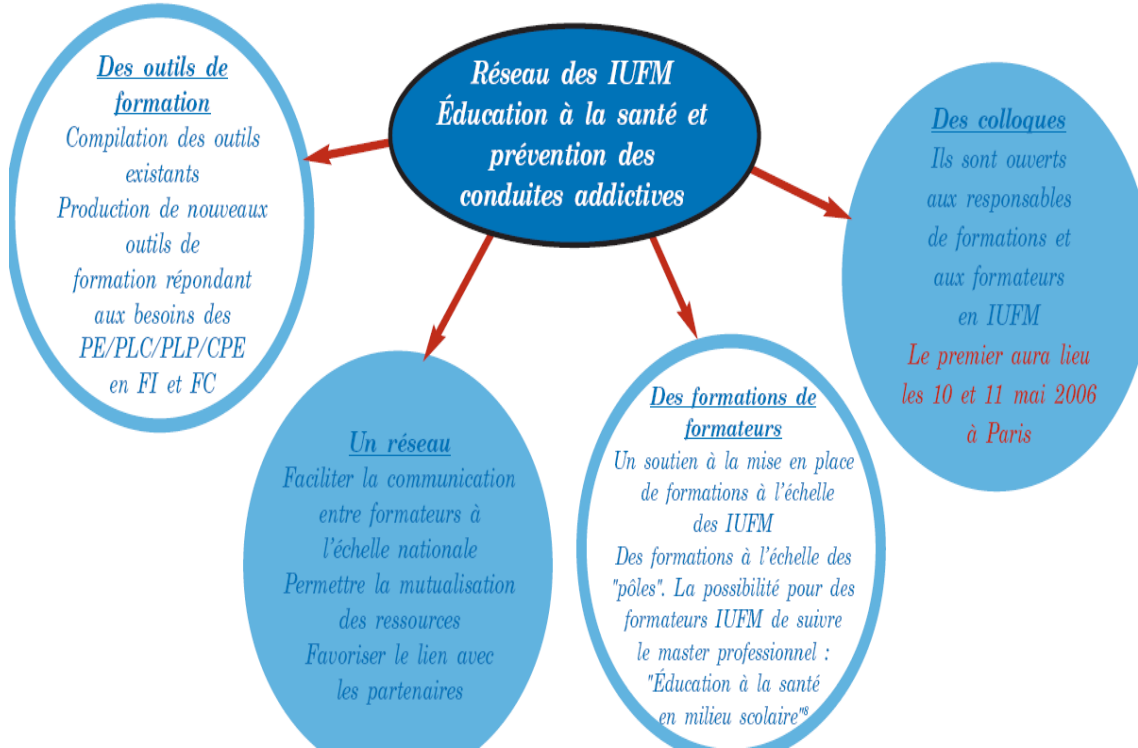 Réseau des IUFM
Éducation à la santé et
prévention des
conduites addictives
Des outils de
formation
Compilation des outils
existants
Production de nouveaux
outils de
formation répondant
aux besoins des
PE/PLC/PLP/CPE
en FI et FC
Un réseau
Faciliter la communication
entre formateurs à
l'échelle nationale
Permettre la mutualisation
des ressources
Favoriser le lien avec
les partenaires
Des formations de
formateurs
Un soutien à la mise en place
de formations à l'échelle
des IUFM
Des formations à l'échelle des
"pôles". La possibilité pour des
formateurs IUFM de suivre
le master professionnel :
"Éducation à la santé
en milieu scolaire"⁸
Des colloques
Ils sont ouverts
aux responsables
de formations et
aux formateurs
en IUFM
Le premier aura lieu
les 10 et 11 mai 2006
à Paris